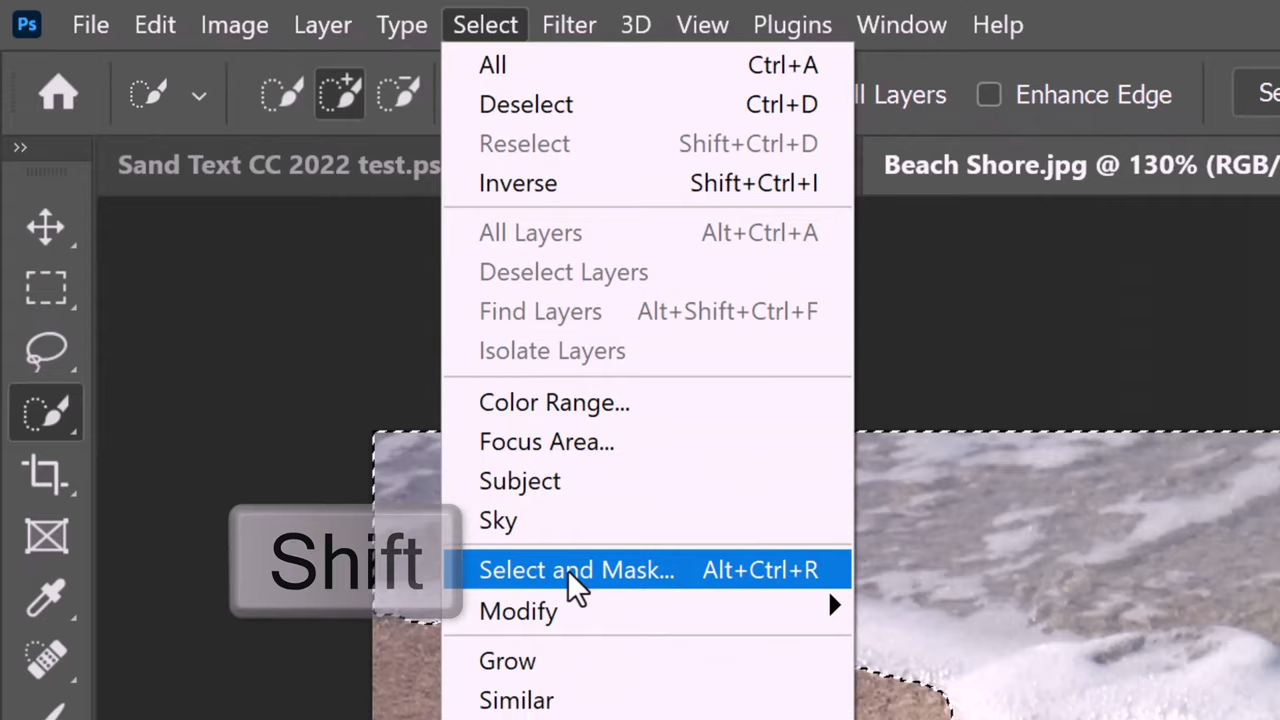 Ps File Edit Image Layer Type Select Filter 3D View Plugins Window Help
ll Layers Enhance Edge Se
Sand Text CC 2022 test.ps Beach Shore.jpg @ 130% (RGB/
All Ctrl+A
Deselect Ctrl+D
Reselect Shift+Ctrl+D
Inverse Shift+Ctrl+I
All Layers Alt+Ctrl+A
Deselect Layers
Find Layers Alt+Shift+Ctrl+F
Isolate Layers
Color Range...
Focus Area...
Subject
Sky
Shift
Select and Mask... Alt+Ctrl+R
Modify
Grow
Similar